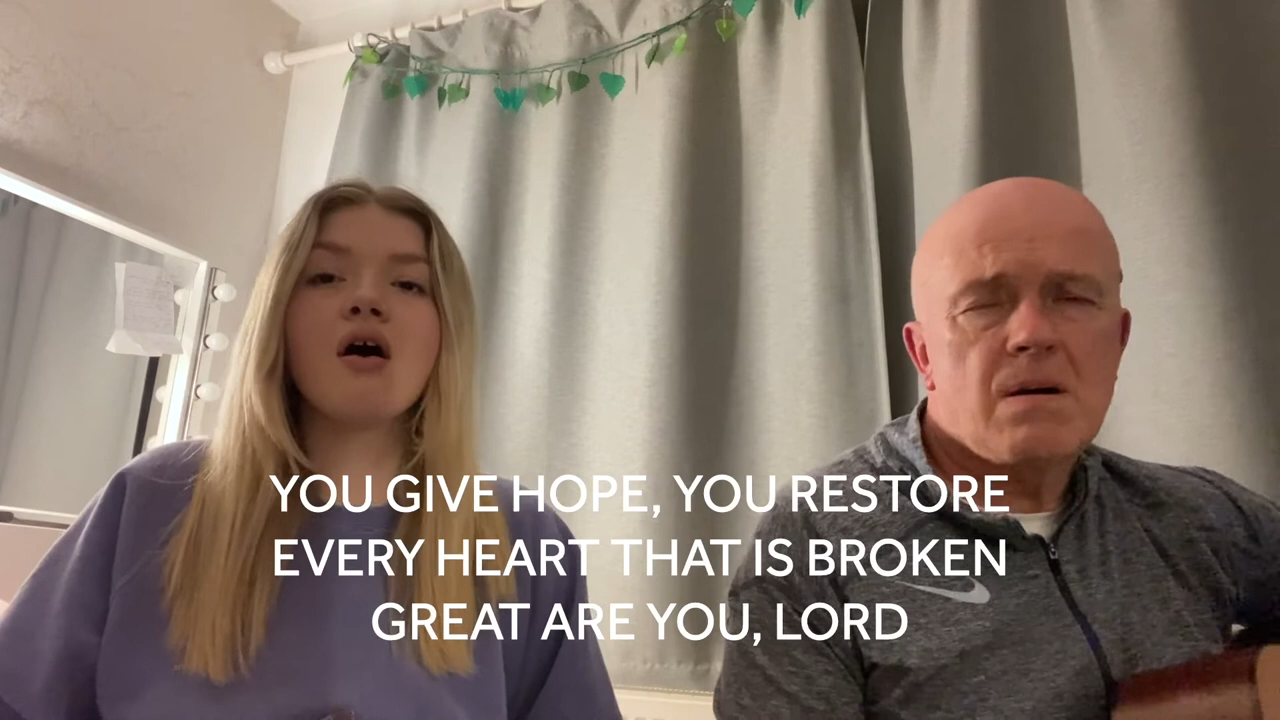 YOU GIVE HOPE, YOU RESTORE
EVERY HEART THAT IS BROKEN
GREAT ARE YOU, LORD